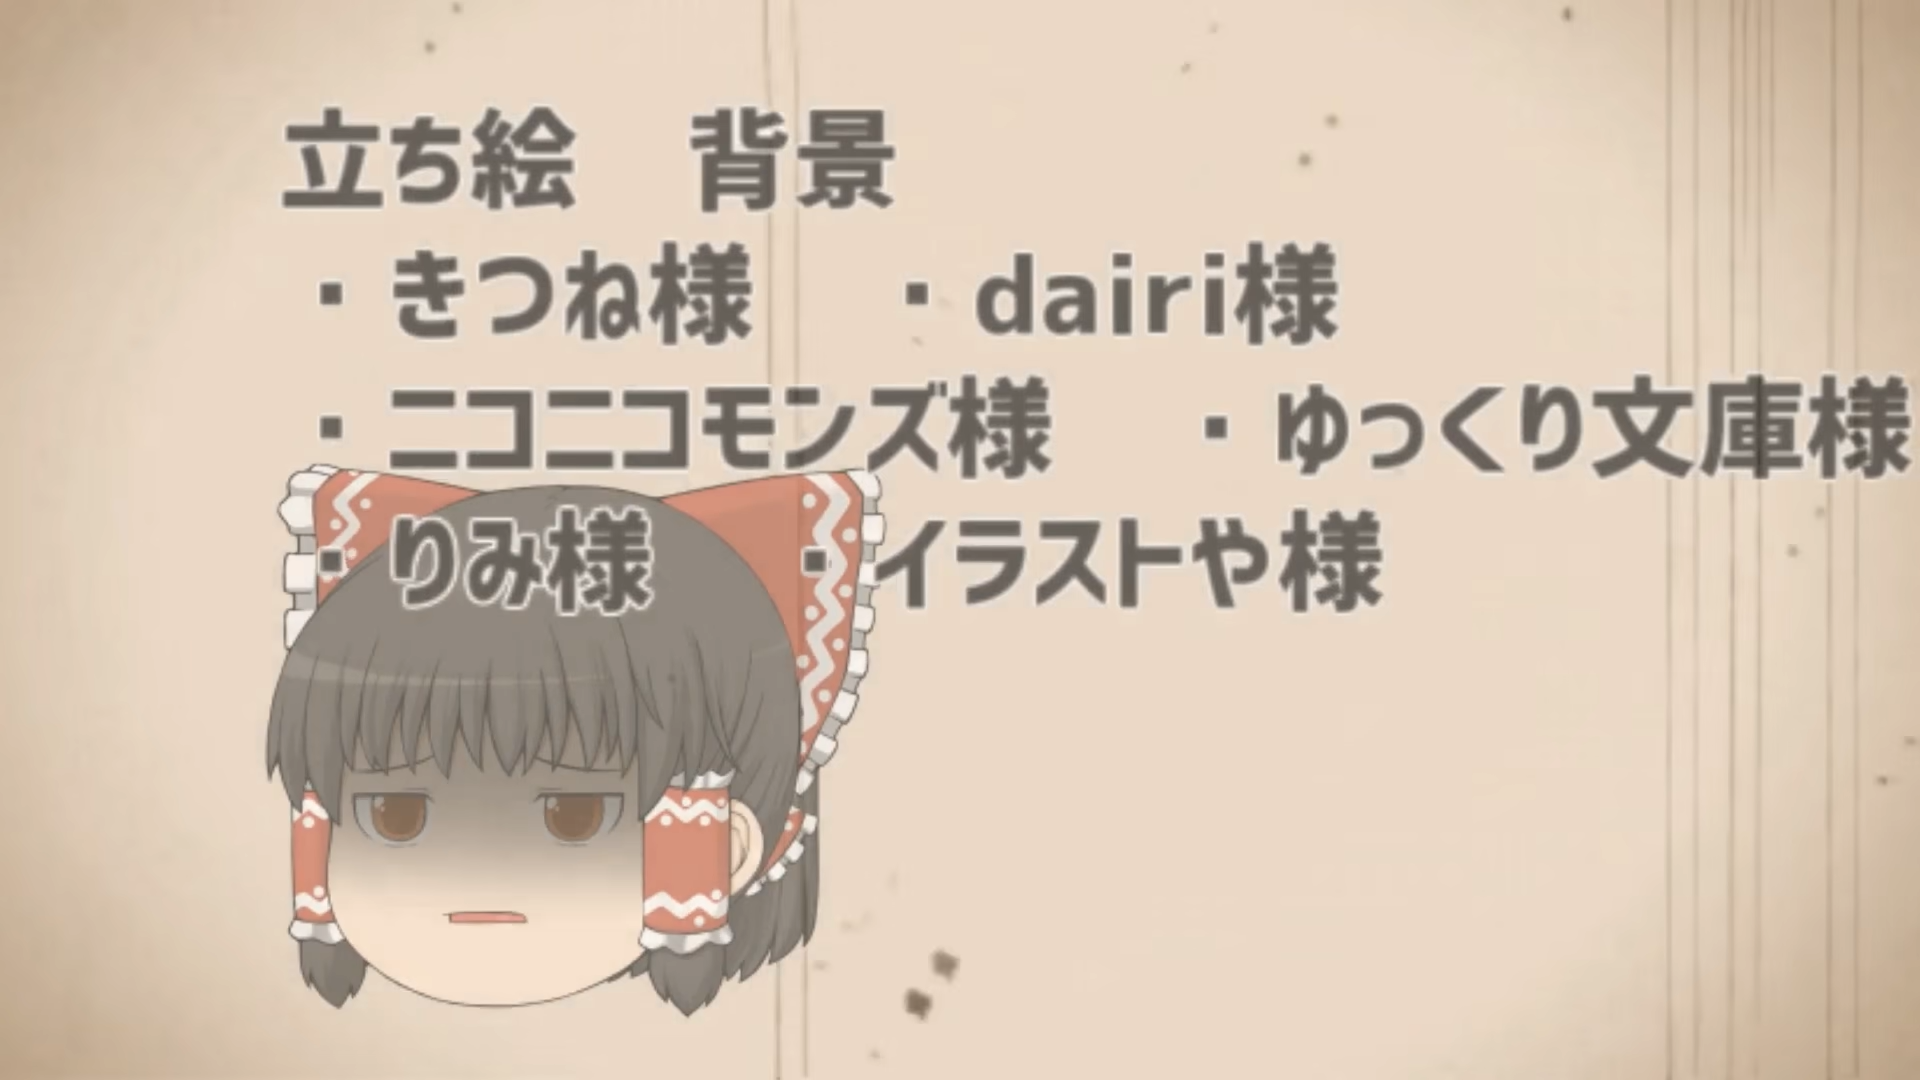 立ち絵　背景
・きつね様　・dairi様
・ニコニコモンズ様　・ゆっくり文庫様
・りみ様　・イラストや様